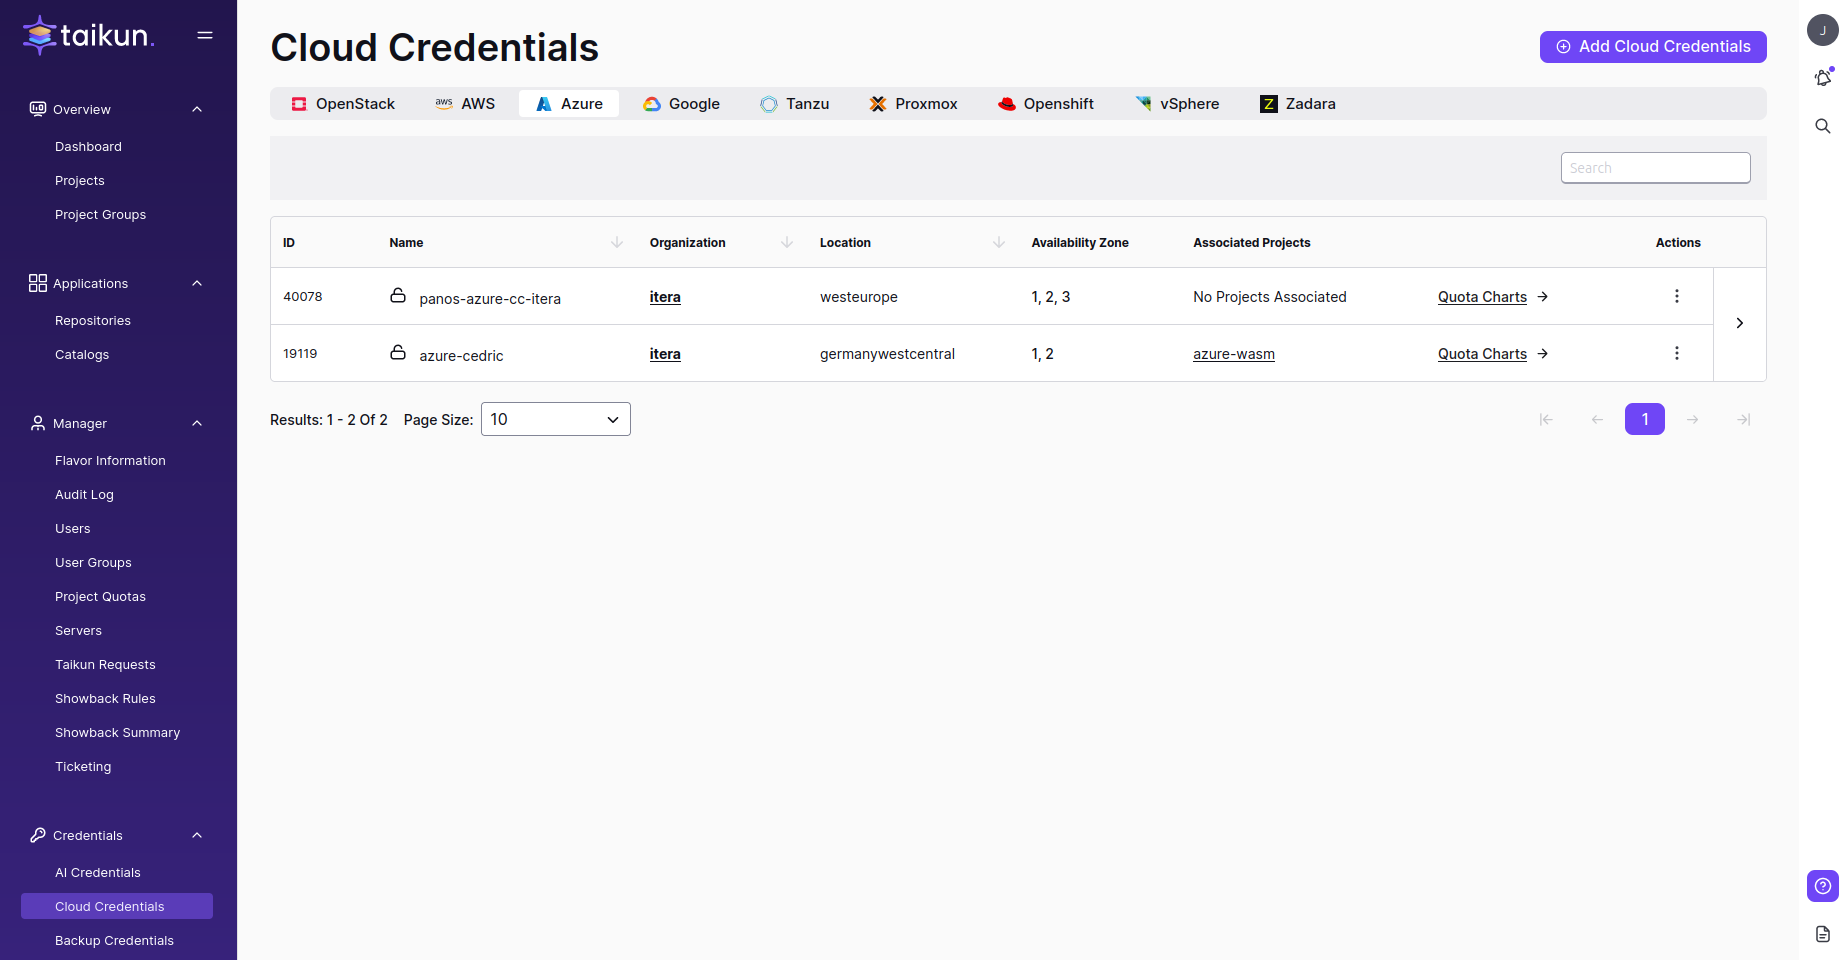 taikun.
Overview
Dashboard
Projects
Project Groups
Applications
Repositories
Catalogs
Manager
Flavor Information
Audit Log
Users
User Groups
Project Quotas
Servers
Taikun Requests
Showback Rules
Showback Summary
Ticketing
Credentials
AI Credentials
Cloud Credentials
Backup Credentials
Cloud Credentials
Add Cloud Credentials
OpenStack aws AWS Azure Google Tanzu Proxmox Openshift vSphere Z Zadara
Search
ID Name Organization Location Availability Zone Associated Projects Actions
40078 panos-azure-cc-itera itera westeurope 1, 2, 3 No Projects Associated Quota Charts
19119 azure-cedric itera germanywestcentral 1, 2 azure-wasm Quota Charts
Results: 1 - 2 Of 2 Page Size: 10 1
J